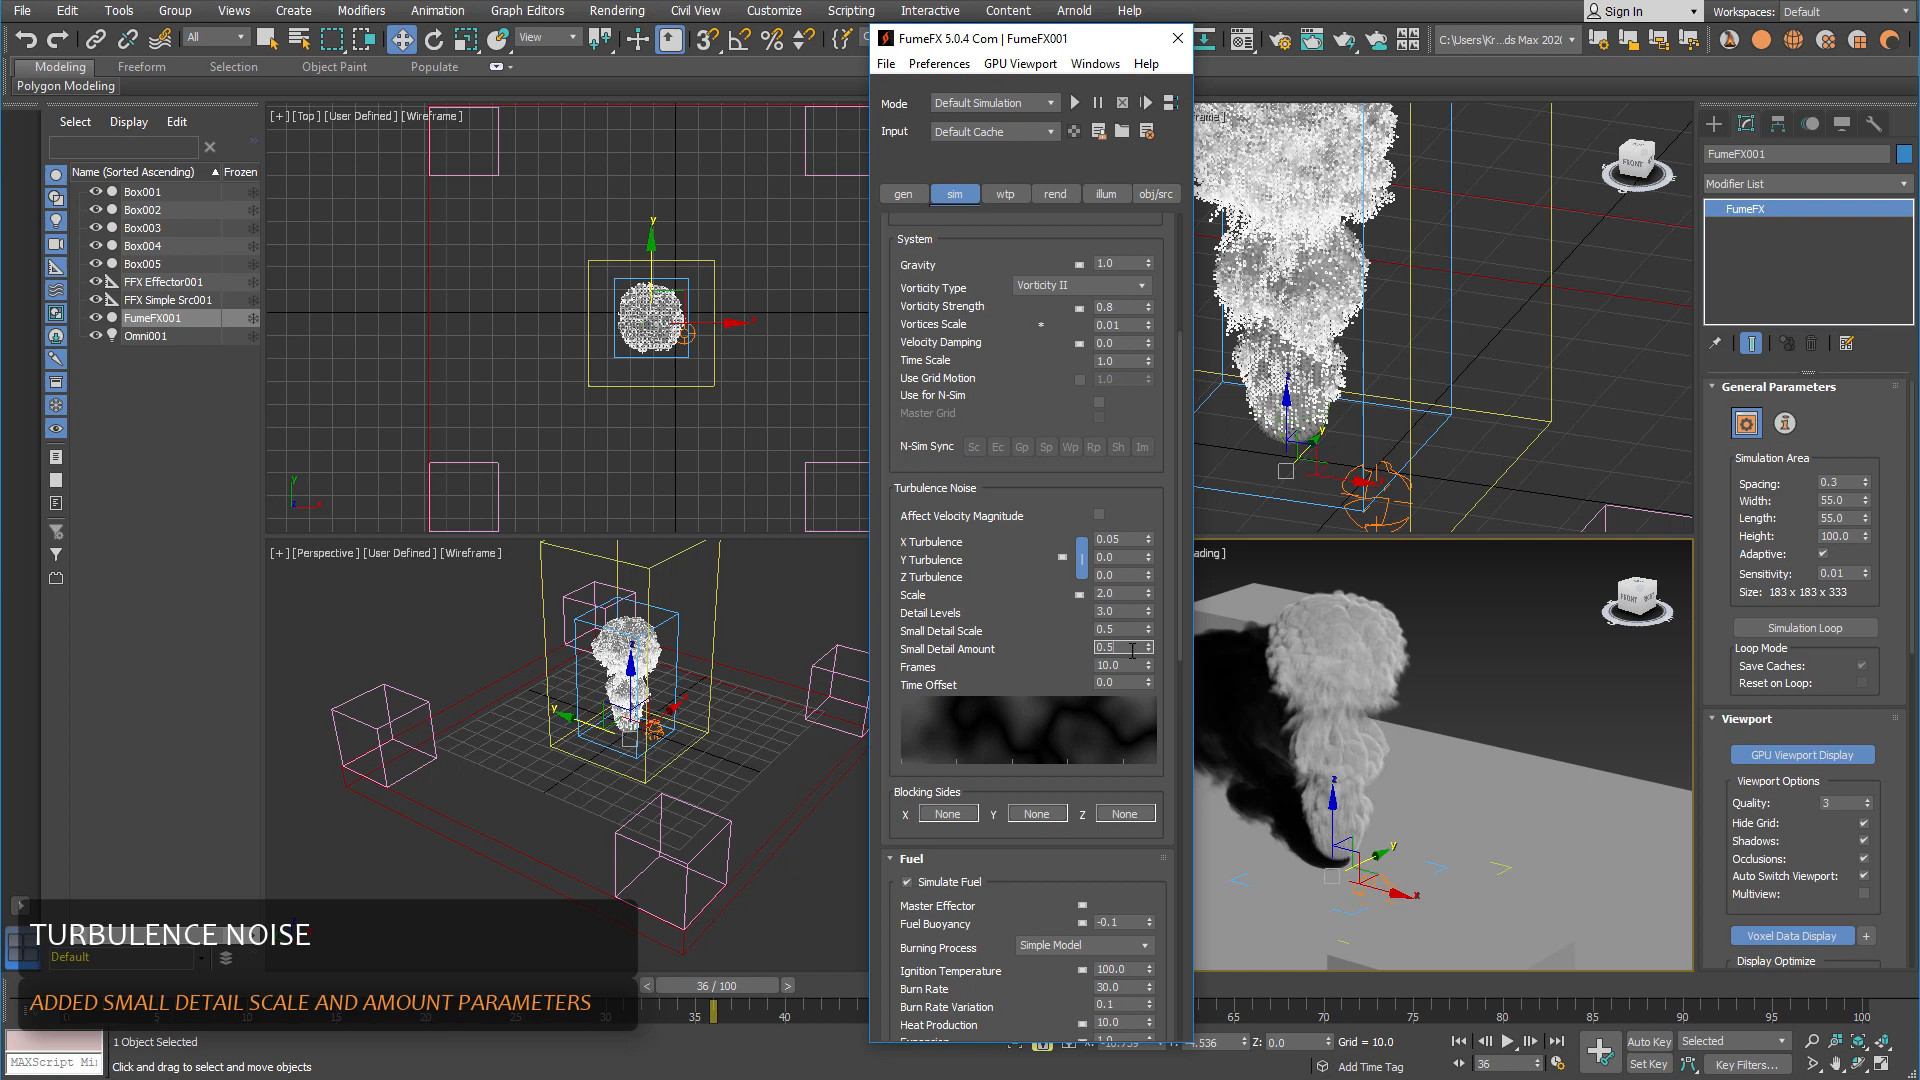 File Edit Tools Group Views Create Modifiers Animation Graph Editors Rendering Civil View Customize Scripting Interactive Content Arnold Help Sign In Workspaces: Default
All View C:\Users\Kr...ds Max 2020
Modeling Freeform Selection Object Paint Populate
Polygon Modeling
Select Display Edit
Name (Sorted Ascending) Frozen
Box001
Box002
Box003
Box004
Box005
FFX Effector001
FFX Simple Src001
FumeFX001
Omni001
[+] [Top] [User Defined] [Wireframe]
[+] [Perspective] [User Defined] [Wireframe]
FumeFX 5.0.4 Com | FumeFX001
File Preferences GPU Viewport Windows Help
Mode Default Simulation
Input Default Cache
gen sim wtp rend illum obj/src
System
Gravity 1.0
Vorticity Type Vorticity II
Vorticity Strength 0.8
Vortices Scale * 0.01
Velocity Damping 0.0
Time Scale 1.0
Use Grid Motion 1.0
Use for N-Sim
Master Grid
N-Sim Sync Sc Ec Gp Sp Wp Rp Sh Im
Turbulence Noise
Affect Velocity Magnitude
X Turbulence 0.05
Y Turbulence 0.0
Z Turbulence 0.0
Scale 2.0
Detail Levels 3.0
Small Detail Scale 0.5
Small Detail Amount 0.5
Frames 10.0
Time Offset 0.0
Blocking Sides
X None Y None Z None
Fuel
Simulate Fuel
Master Effector
Fuel Buoyancy -0.1
Burning Process Simple Model
Ignition Temperature 100.0
Burn Rate 30.0
Burn Rate Variation 0.1
Heat Production 10.0
FRONT
FRONT
FumeFX001
Modifier List
FumeFX
General Parameters
Simulation Area
Spacing: 0.3
Width: 55.0
Length: 55.0
Height: 100.0
Adaptive:
Sensitivity: 0.01
Size: 183 x 183 x 333
Simulation Loop
Loop Mode
Save Caches:
Reset on Loop:
Viewport
GPU Viewport Display
Viewport Options
Quality: 3
Hide Grid:
Shadows:
Occlusions:
Auto Switch Viewport:
Multiview:
Voxel Data Display +
Display Optimize
TURBULENCE NOISE
Default
ADDED SMALL DETAIL SCALE AND AMOUNT PARAMETERS
< 36 / 100 >
35 40 65 70 75 80 85 90 95 100
1 Object Selected
Click and drag to select and move objects
MAXScript Mi
Z: 0.0 Grid = 10.0
Add Time Tag
36
Auto Key Selected
Set Key Key Filters...